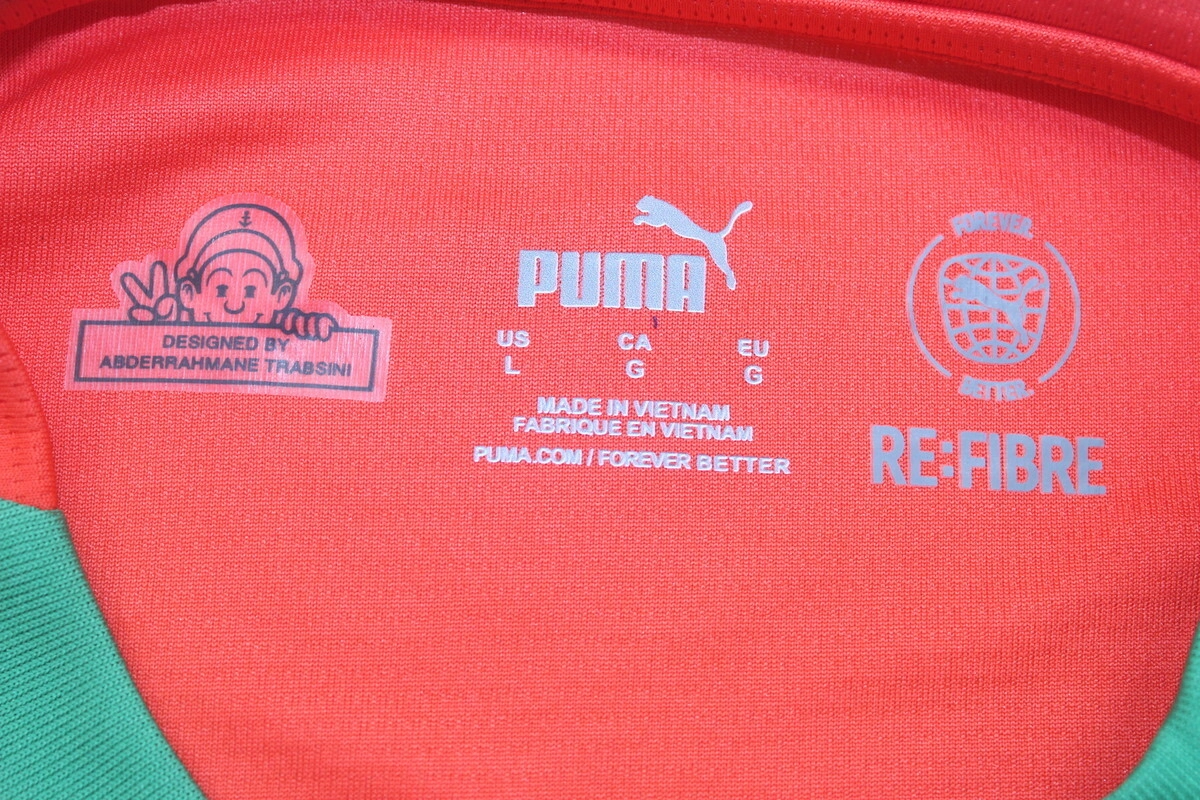 DESIGNED BY
ABDERRAHMANE TRABSINI
PUMA
US CA EU
L G G
MADE IN VIETNAM
FABRIQUE EN VIETNAM
PUMA.COM / FOREVER BETTER
FOREVER.
BETTER.
RE:FIBRE